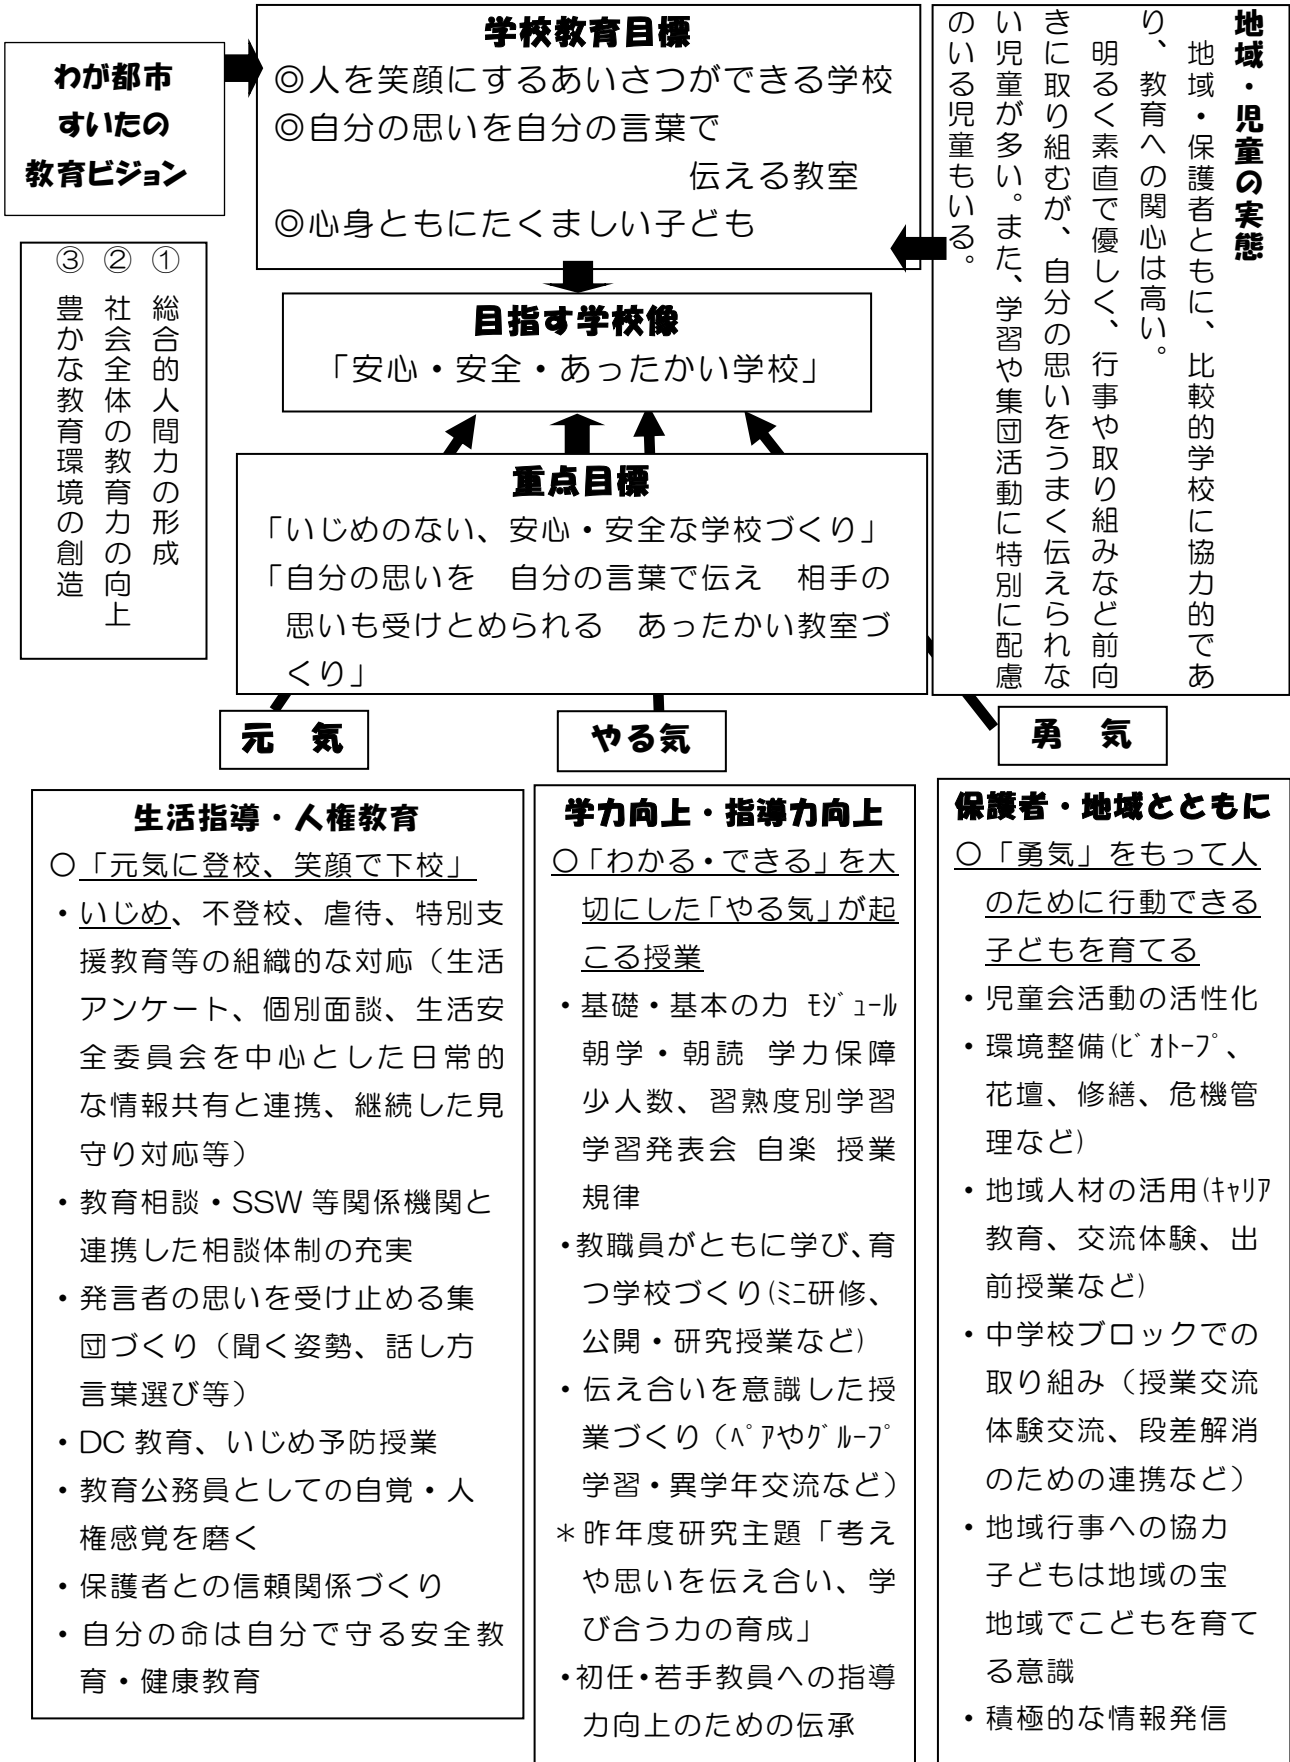 わが都市
すいたの
教育ビジョン
① 総合的人間力の形成
② 社会全体の教育力の向上
③ 豊かな教育環境の創造
学校教育目標
◎人を笑顔にするあいさつができる学校
◎自分の思いを自分の言葉で
伝える教室
◎心身ともにたくましい子ども
地域・児童の実態
地域・保護者ともに、比較的学校に協力的であ
り、教育への関心は高い。
明るく素直で優しく、行事や取り組みなど前向
きに取り組むが、自分の思いをうまく伝えられな
い児童が多い。また、学習や集団活動に特別に配慮
のいる児童もいる。
目指す学校像
「安心・安全・あったかい学校」
重点目標
「いじめのない、安心・安全な学校づくり」
「自分の思いを　自分の言葉で伝え　相手の
思いも受けとめられる　あったかい教室づ
くり」
元　気
やる気
勇　気
生活指導・人権教育
○「元気に登校、笑顔で下校」
・いじめ、不登校、虐待、特別支
援教育等の組織的な対応（生活
アンケート、個別面談、生活安
全委員会を中心とした日常的
な情報共有と連携、継続した見
守り対応等）
・教育相談・SSW 等関係機関と
連携した相談体制の充実
・発言者の思いを受け止める集
団づくり（聞く姿勢、話し方
言葉選び等）
・DC 教育、いじめ予防授業
・教育公務員としての自覚・人
権感覚を磨く
・保護者との信頼関係づくり
・自分の命は自分で守る安全教
育・健康教育
学力向上・指導力向上
○「わかる・できる」を大
切にした「やる気」が起
こる授業
・基礎・基本の力 ﾓｼﾞｭｰﾙ
朝学・朝読 学力保障
少人数、習熟度別学習
学習発表会 自楽 授業
規律
・教職員がともに学び、育
つ学校づくり(ﾐﾆ研修、
公開・研究授業など)
・伝え合いを意識した授
業づくり（ﾍﾟｱやｸﾞﾙｰﾌﾟ
学習・異学年交流など）
＊昨年度研究主題「考え
や思いを伝え合い、学
び合う力の育成」
・初任・若手教員への指導
力向上のための伝承
保護者・地域とともに
○「勇気」をもって人
のために行動できる
子どもを育てる
・児童会活動の活性化
・環境整備(ﾋﾞｵﾄｰﾌﾟ、
花壇、修繕、危機管
理など)
・地域人材の活用(ｷｬﾘｱ
教育、交流体験、出
前授業など)
・中学校ブロックでの
取り組み（授業交流
体験交流、段差解消
のための連携など）
・地域行事への協力
子どもは地域の宝
地域でこどもを育て
る意識
・積極的な情報発信